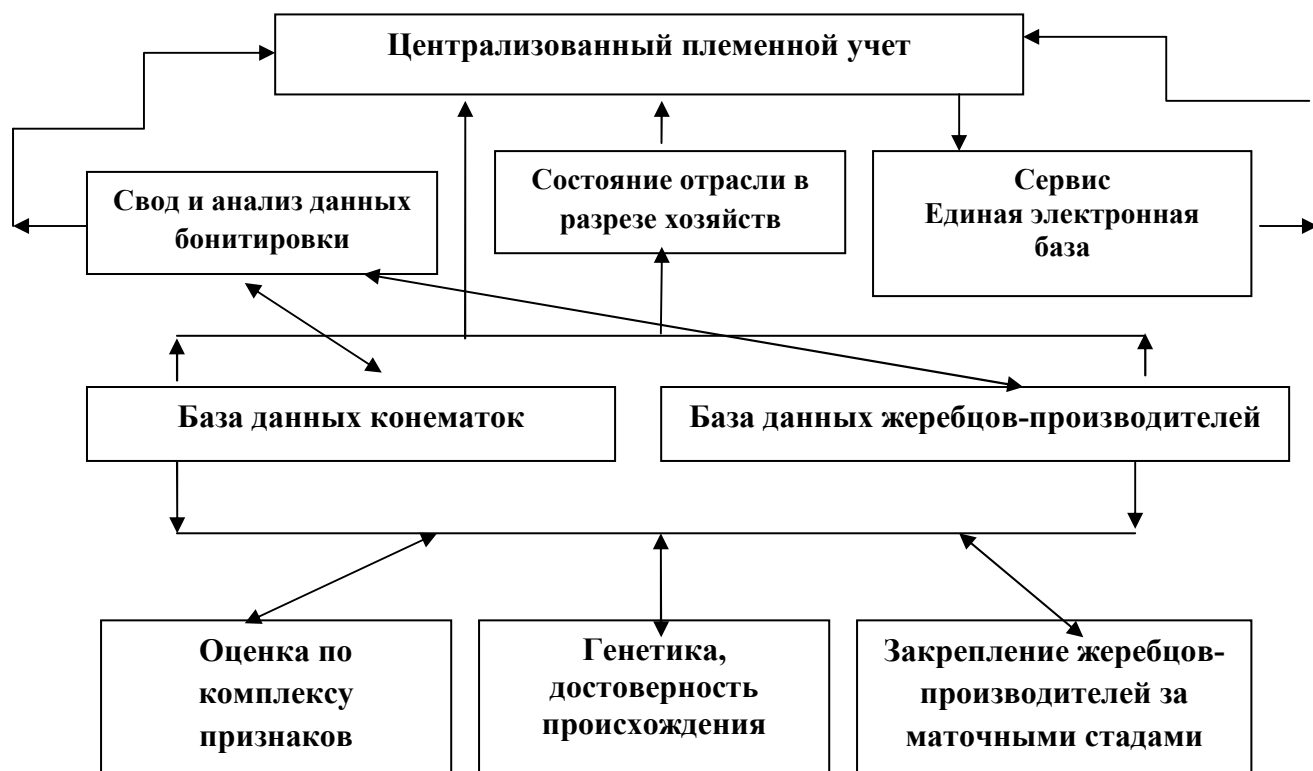 Централизованный племенной учет
Свод и анализ данных
бонитировки
Состояние отрасли в
разрезе хозяйств
Сервис
Единая электронная
база
База данных конематок
База данных жеребцов-производителей
Оценка по
комплексу
признаков
Генетика,
достоверность
происхождения
Закрепление жеребцов-
производителей за
маточными стадами